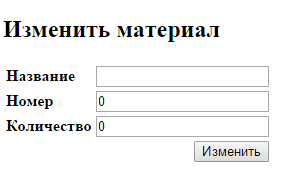 Изменить материал
Название
Номер 0
Количество 0
Изменить